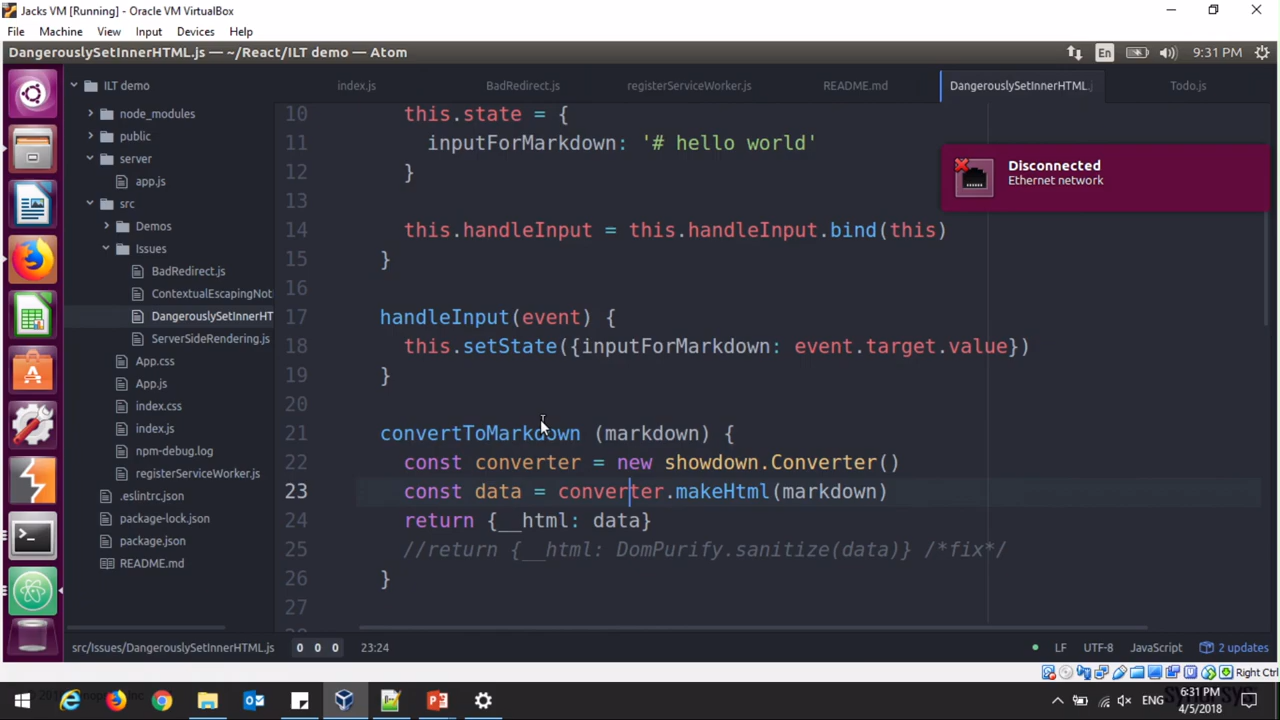 Jacks VM [Running] - Oracle VM VirtualBox
File Machine View Input Devices Help
DangerouslySetInnerHTML.js — ~/React/ILT demo — Atom
En 9:31 PM
ILT demo
node_modules
public
server
app.js
src
Demos
Issues
BadRedirect.js
ContextualEscapingNot
DangerouslySetInnerHT
ServerSideRendering.js
App.css
App.js
index.css
index.js
npm-debug.log
registerServiceWorker.js
.eslintrc.json
package-lock.json
package.json
README.md
index.js BadRedirect.js registerServiceWorker.js README.md DangerouslySetInnerHTML.j Todo.js
Disconnected
Ethernet network
10 this.state = {
11 inputForMarkdown: '# hello world'
12 }
13
14 this.handleInput = this.handleInput.bind(this)
15 }
16
17 handleInput(event) {
18 this.setState({inputForMarkdown: event.target.value})
19 }
20
21 convertToMarkdown (markdown) {
22 const converter = new showdown.Converter()
23 const data = converter.makeHtml(markdown)
24 return {__html: data}
25 //return {__html: DomPurify.sanitize(data)} /*fix*/
26 }
27
src/Issues/DangerouslySetInnerHTML.js 0 0 0 23:24 LF UTF-8 JavaScript 2 updates
Right Ctrl
ENG 6:31 PM
4/5/2018